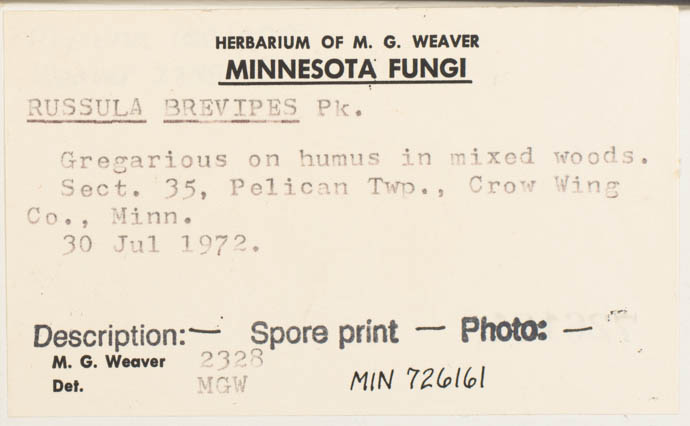 HERBARIUM OF M. G. WEAVER
MINNESOTA FUNGI
RUSSULA BREVIPES Pk.
Gregarious on humus in mixed woods.
Sect. 35, Pelican Twp., Crow Wing
Co., Minn.
30 Jul 1972.
Description: — Spore print — Photo: —
M. G. Weaver 2328
Det. MGW MIN 726161